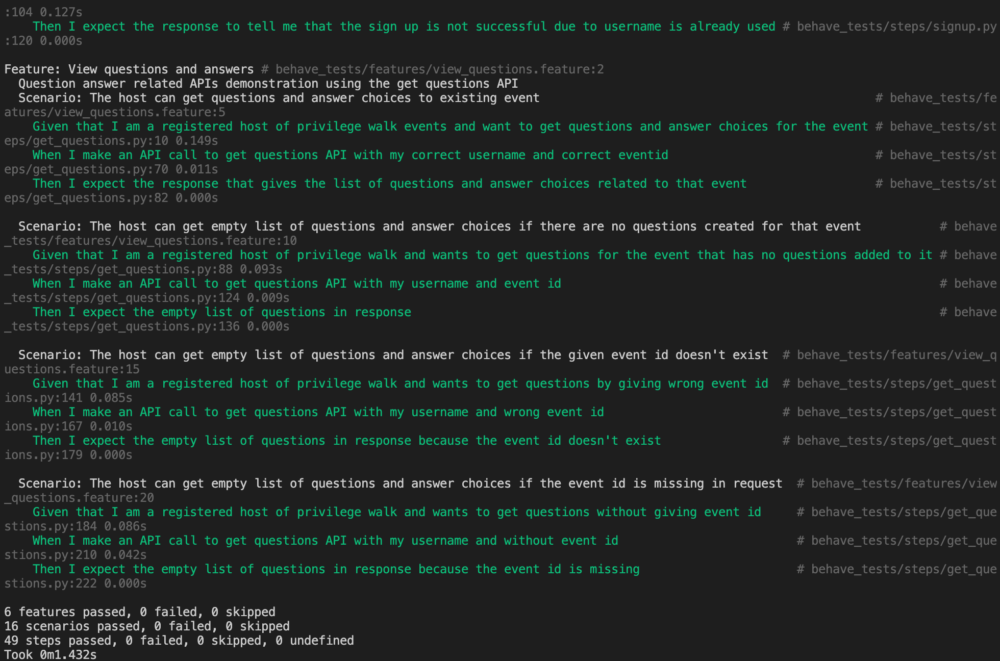 :104 0.127s
    Then I expect the response to tell me that the sign up is not successful due to username is already used # behave_tests/steps/signup.py
:120 0.000s

Feature: View questions and answers # behave_tests/features/view_questions.feature:2
  Question answer related APIs demonstration using the get questions API
  Scenario: The host can get questions and answer choices to existing event                                               # behave_tests/fe
atures/view_questions.feature:5
    Given that I am a registered host of privilege walk events and want to get questions and answer choices for the event # behave_tests/st
eps/get_questions.py:10 0.149s
    When I make an API call to get questions API with my correct username and correct eventid                             # behave_tests/st
eps/get_questions.py:70 0.011s
    Then I expect the response that gives the list of questions and answer choices related to that event                  # behave_tests/st
eps/get_questions.py:82 0.000s

  Scenario: The host can get empty list of questions and answer choices if there are no questions created for that event           # behave
_tests/features/view_questions.feature:10
    Given that I am a registered host of privilege walk and wants to get questions for the event that has no questions added to it # behave
_tests/steps/get_questions.py:88 0.093s
    When I make an API call to get questions API with my username and event id                                                     # behave
_tests/steps/get_questions.py:124 0.009s
    Then I expect the empty list of questions in response                                                                          # behave
_tests/steps/get_questions.py:136 0.000s

  Scenario: The host can get empty list of questions and answer choices if the given event id doesn't exist  # behave_tests/features/view_q
uestions.feature:15
    Given that I am a registered host of privilege walk and wants to get questions by giving wrong event id  # behave_tests/steps/get_quest
ions.py:141 0.085s
    When I make an API call to get questions API with my username and wrong event id                         # behave_tests/steps/get_quest
ions.py:167 0.010s
    Then I expect the empty list of questions in response because the event id doesn't exist                 # behave_tests/steps/get_quest
ions.py:179 0.000s

  Scenario: The host can get empty list of questions and answer choices if the event id is missing in request  # behave_tests/features/view
_questions.feature:20
    Given that I am a registered host of privilege walk and wants to get questions without giving event id     # behave_tests/steps/get_que
stions.py:184 0.086s
    When I make an API call to get questions API with my username and without event id                         # behave_tests/steps/get_que
stions.py:210 0.042s
    Then I expect the empty list of questions in response because the event id is missing                      # behave_tests/steps/get_que
stions.py:222 0.000s

6 features passed, 0 failed, 0 skipped
16 scenarios passed, 0 failed, 0 skipped
49 steps passed, 0 failed, 0 skipped, 0 undefined
Took 0m1.432s